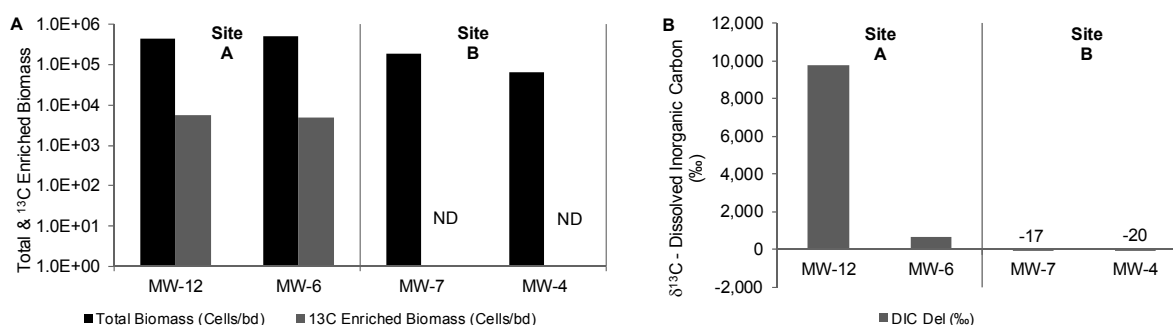 A
Total & ¹³C Enriched Biomass
1.0E+06
1.0E+05
1.0E+04
1.0E+03
1.0E+02
1.0E+01
1.0E+00
Site
A
Site
B
ND
ND
MW-12
MW-6
MW-7
MW-4
Total Biomass (Cells/bd)
13C Enriched Biomass (Cells/bd)
B
δ¹³C - Dissolved Inorganic Carbon
(‰)
12,000
10,000
8,000
6,000
4,000
2,000
0
-2,000
Site
A
Site
B
-17
-20
MW-12
MW-6
MW-7
MW-4
DIC Del (‰)